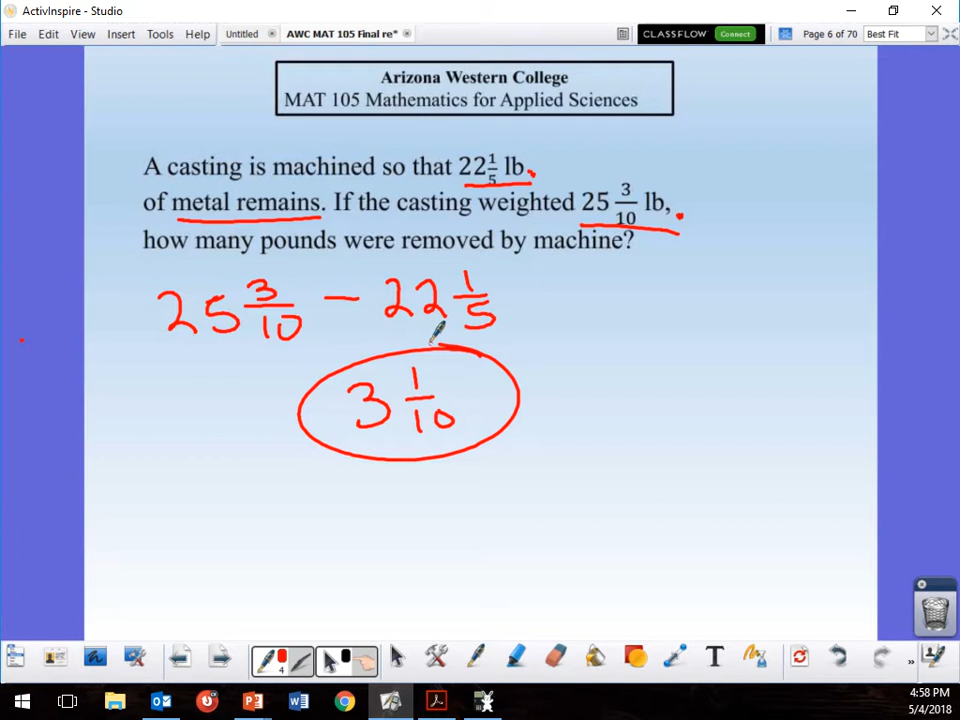 ActivInspire - Studio
File Edit View Insert Tools Help Untitled AWC MAT 105 Final re* CLASSFLOW Connect Page 6 of 70 Best Fit
Arizona Western College
MAT 105 Mathematics for Applied Sciences
A casting is machined so that 22 1/5 lb
of metal remains. If the casting weighted 25 3/10 lb,
how many pounds were removed by machine?
25 3/10 - 22 1/5
3 1/10
4
T
4:58 PM
5/4/2018